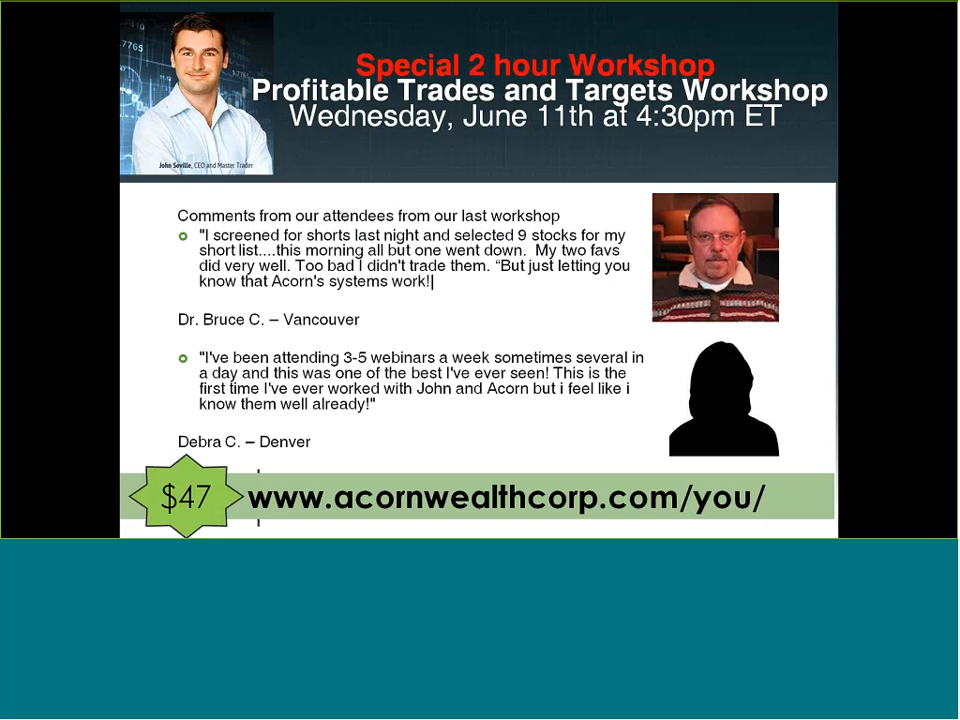 7765
Special 2 hour Workshop
Profitable Trades and Targets Workshop
Wednesday, June 11th at 4:30pm ET
John Seville, CEO and Master Trader
Comments from our attendees from our last workshop
"I screened for shorts last night and selected 9 stocks for my
short list....this morning all but one went down. My two favs
did very well. Too bad I didn't trade them. “But just letting you
know that Acorn's systems work!|
Dr. Bruce C. – Vancouver
"I've been attending 3-5 webinars a week sometimes several in
a day and this was one of the best I've ever seen! This is the
first time I've ever worked with John and Acorn but i feel like i
know them well already!"
Debra C. – Denver
$47
www.acornwealthcorp.com/you/